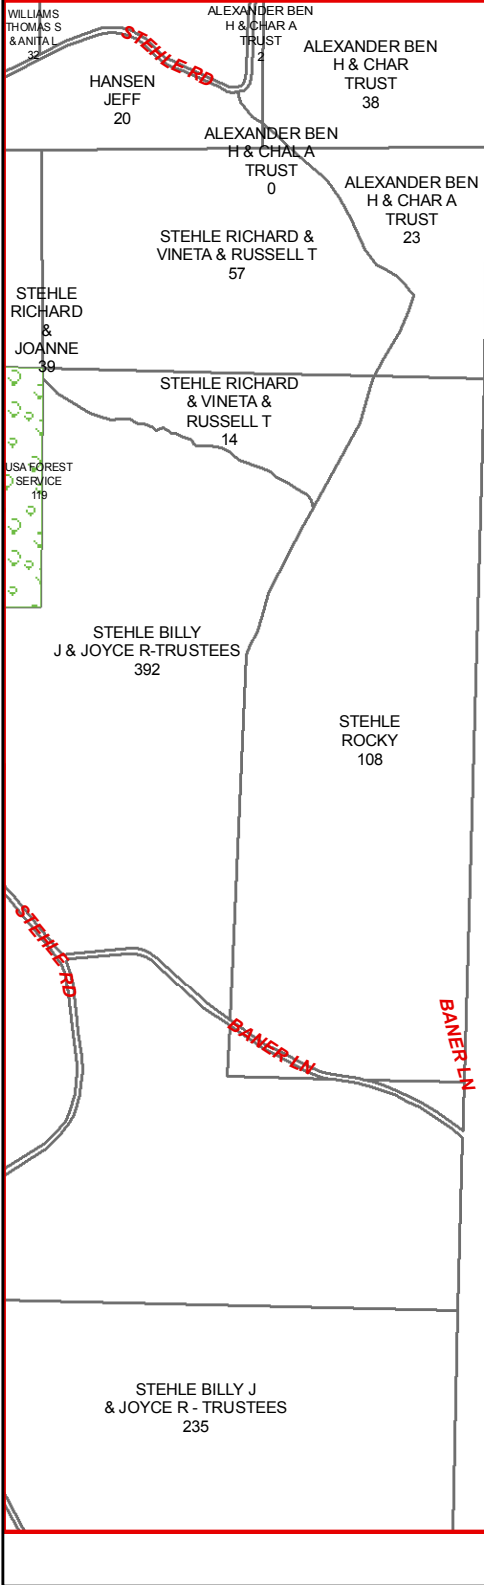 WILLIAMS
THOMAS S
& ANITA L
32
STEHLE RD
ALEXANDER BEN
H & CHAR A
TRUST
2
ALEXANDER BEN
H & CHAR
TRUST
38
HANSEN
JEFF
20
ALEXANDER BEN
H & CHAL A
TRUST
0
ALEXANDER BEN
H & CHAR A
TRUST
23
STEHLE RICHARD &
VINETA & RUSSELL T
57
STEHLE
RICHARD
&
JOANNE
39
STEHLE RICHARD
& VINETA &
RUSSELL T
14
USA FOREST
SERVICE
119
STEHLE BILLY
J & JOYCE R-TRUSTEES
392
STEHLE
ROCKY
108
STEHLE RD
BANER LN
BANER LN
STEHLE BILLY J
& JOYCE R - TRUSTEES
235